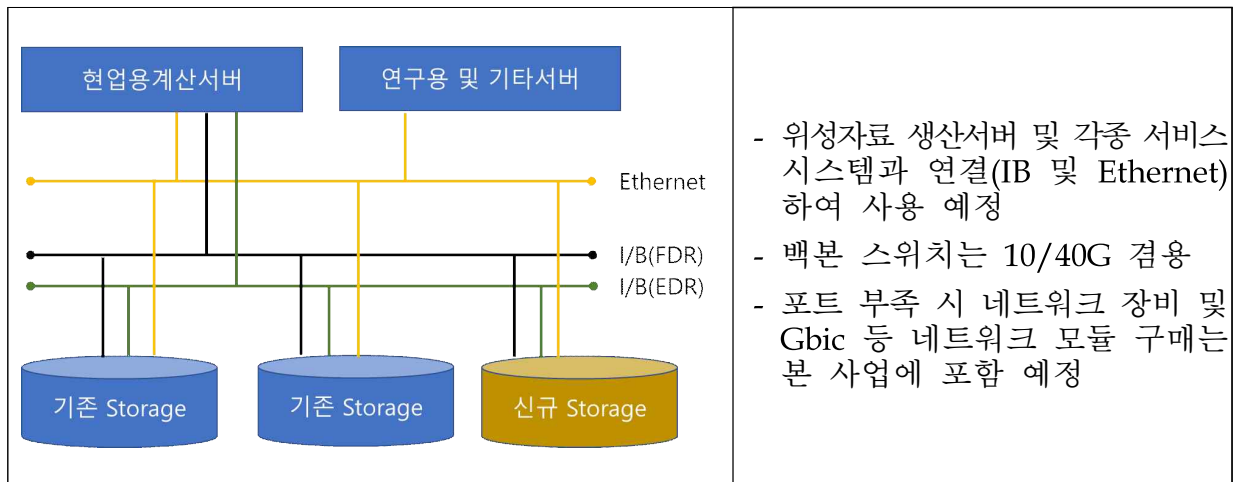 현업용계산서버
연구용 및 기타서버
Ethernet
I/B(FDR)
I/B(EDR)
기존 Storage
기존 Storage
신규 Storage
- 위성자료 생산서버 및 각종 서비스
시스템과 연결(IB 및 Ethernet)
하여 사용 예정
- 백본 스위치는 10/40G 겸용
- 포트 부족 시 네트워크 장비 및
Gbic 등 네트워크 모듈 구매는
본 사업에 포함 예정